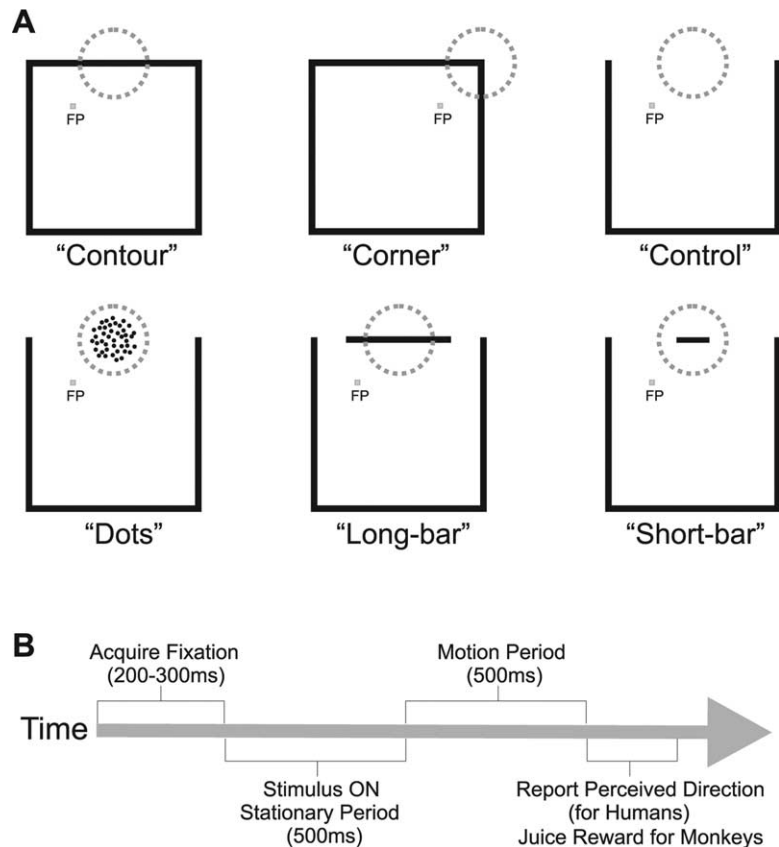 A
FP
FP
FP
“Contour”
“Corner”
“Control”
FP
FP
FP
“Dots”
“Long-bar”
“Short-bar”
B
Acquire Fixation
(200-300ms)
Motion Period
(500ms)
Time
Stimulus ON
Stationary Period
(500ms)
Report Perceived Direction
(for Humans)
Juice Reward for Monkeys